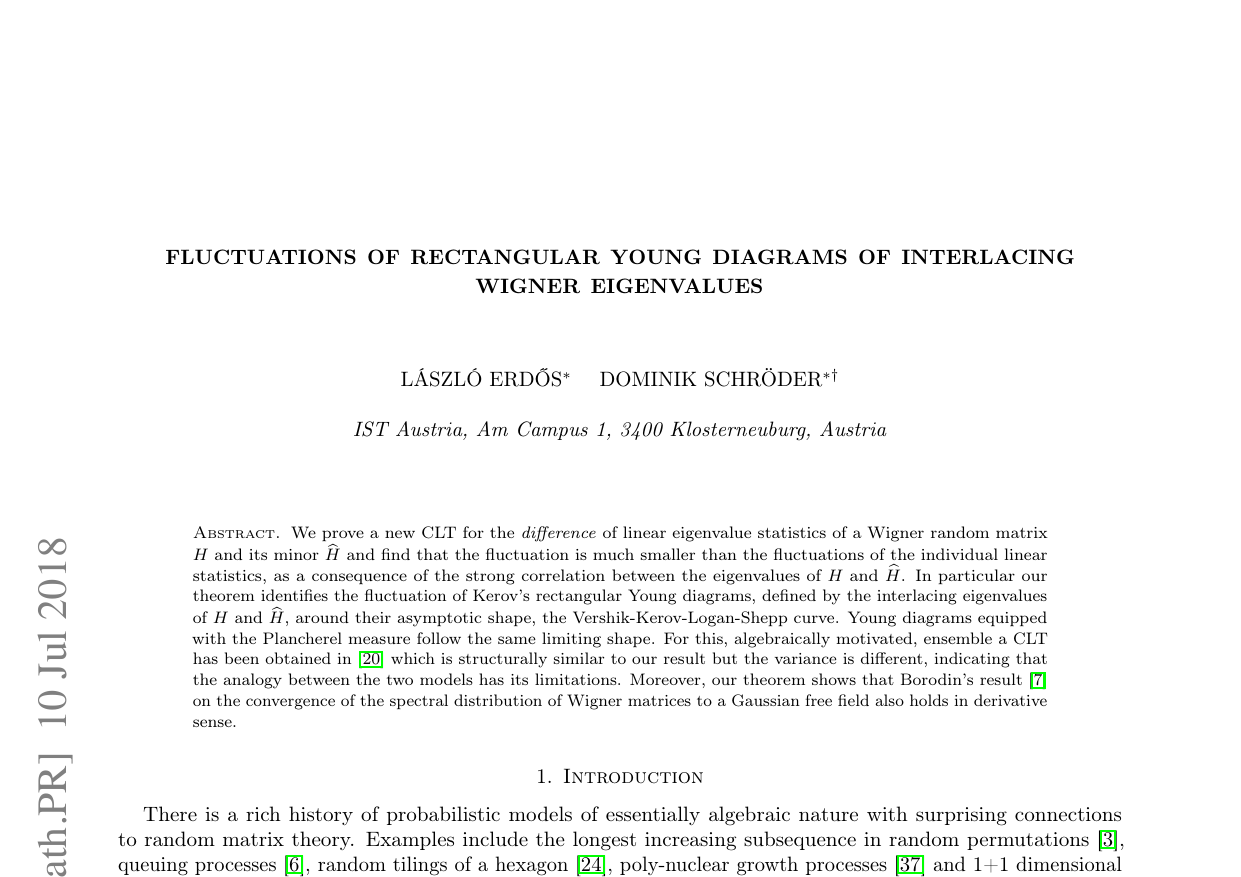 FLUCTUATIONS OF RECTANGULAR YOUNG DIAGRAMS OF INTERLACING
WIGNER EIGENVALUES
LÁSZLÓ ERDŐS∗ DOMINIK SCHRÖDER∗†
IST Austria, Am Campus 1, 3400 Klosterneuburg, Austria
Abstract. We prove a new CLT for the difference of linear eigenvalue statistics of a Wigner random matrix
H and its minor Ĥ and find that the fluctuation is much smaller than the fluctuations of the individual linear
statistics, as a consequence of the strong correlation between the eigenvalues of H and Ĥ. In particular our
theorem identifies the fluctuation of Kerov's rectangular Young diagrams, defined by the interlacing eigenvalues
of H and Ĥ, around their asymptotic shape, the Vershik-Kerov-Logan-Shepp curve. Young diagrams equipped
with the Plancherel measure follow the same limiting shape. For this, algebraically motivated, ensemble a CLT
has been obtained in [20] which is structurally similar to our result but the variance is different, indicating that
the analogy between the two models has its limitations. Moreover, our theorem shows that Borodin's result [7]
on the convergence of the spectral distribution of Wigner matrices to a Gaussian free field also holds in derivative
sense.
1. Introduction
There is a rich history of probabilistic models of essentially algebraic nature with surprising connections
to random matrix theory. Examples include the longest increasing subsequence in random permutations [3],
queuing processes [6], random tilings of a hexagon [24], poly-nuclear growth processes [37] and 1+1 dimensional
ath.PR] 10 Jul 2018